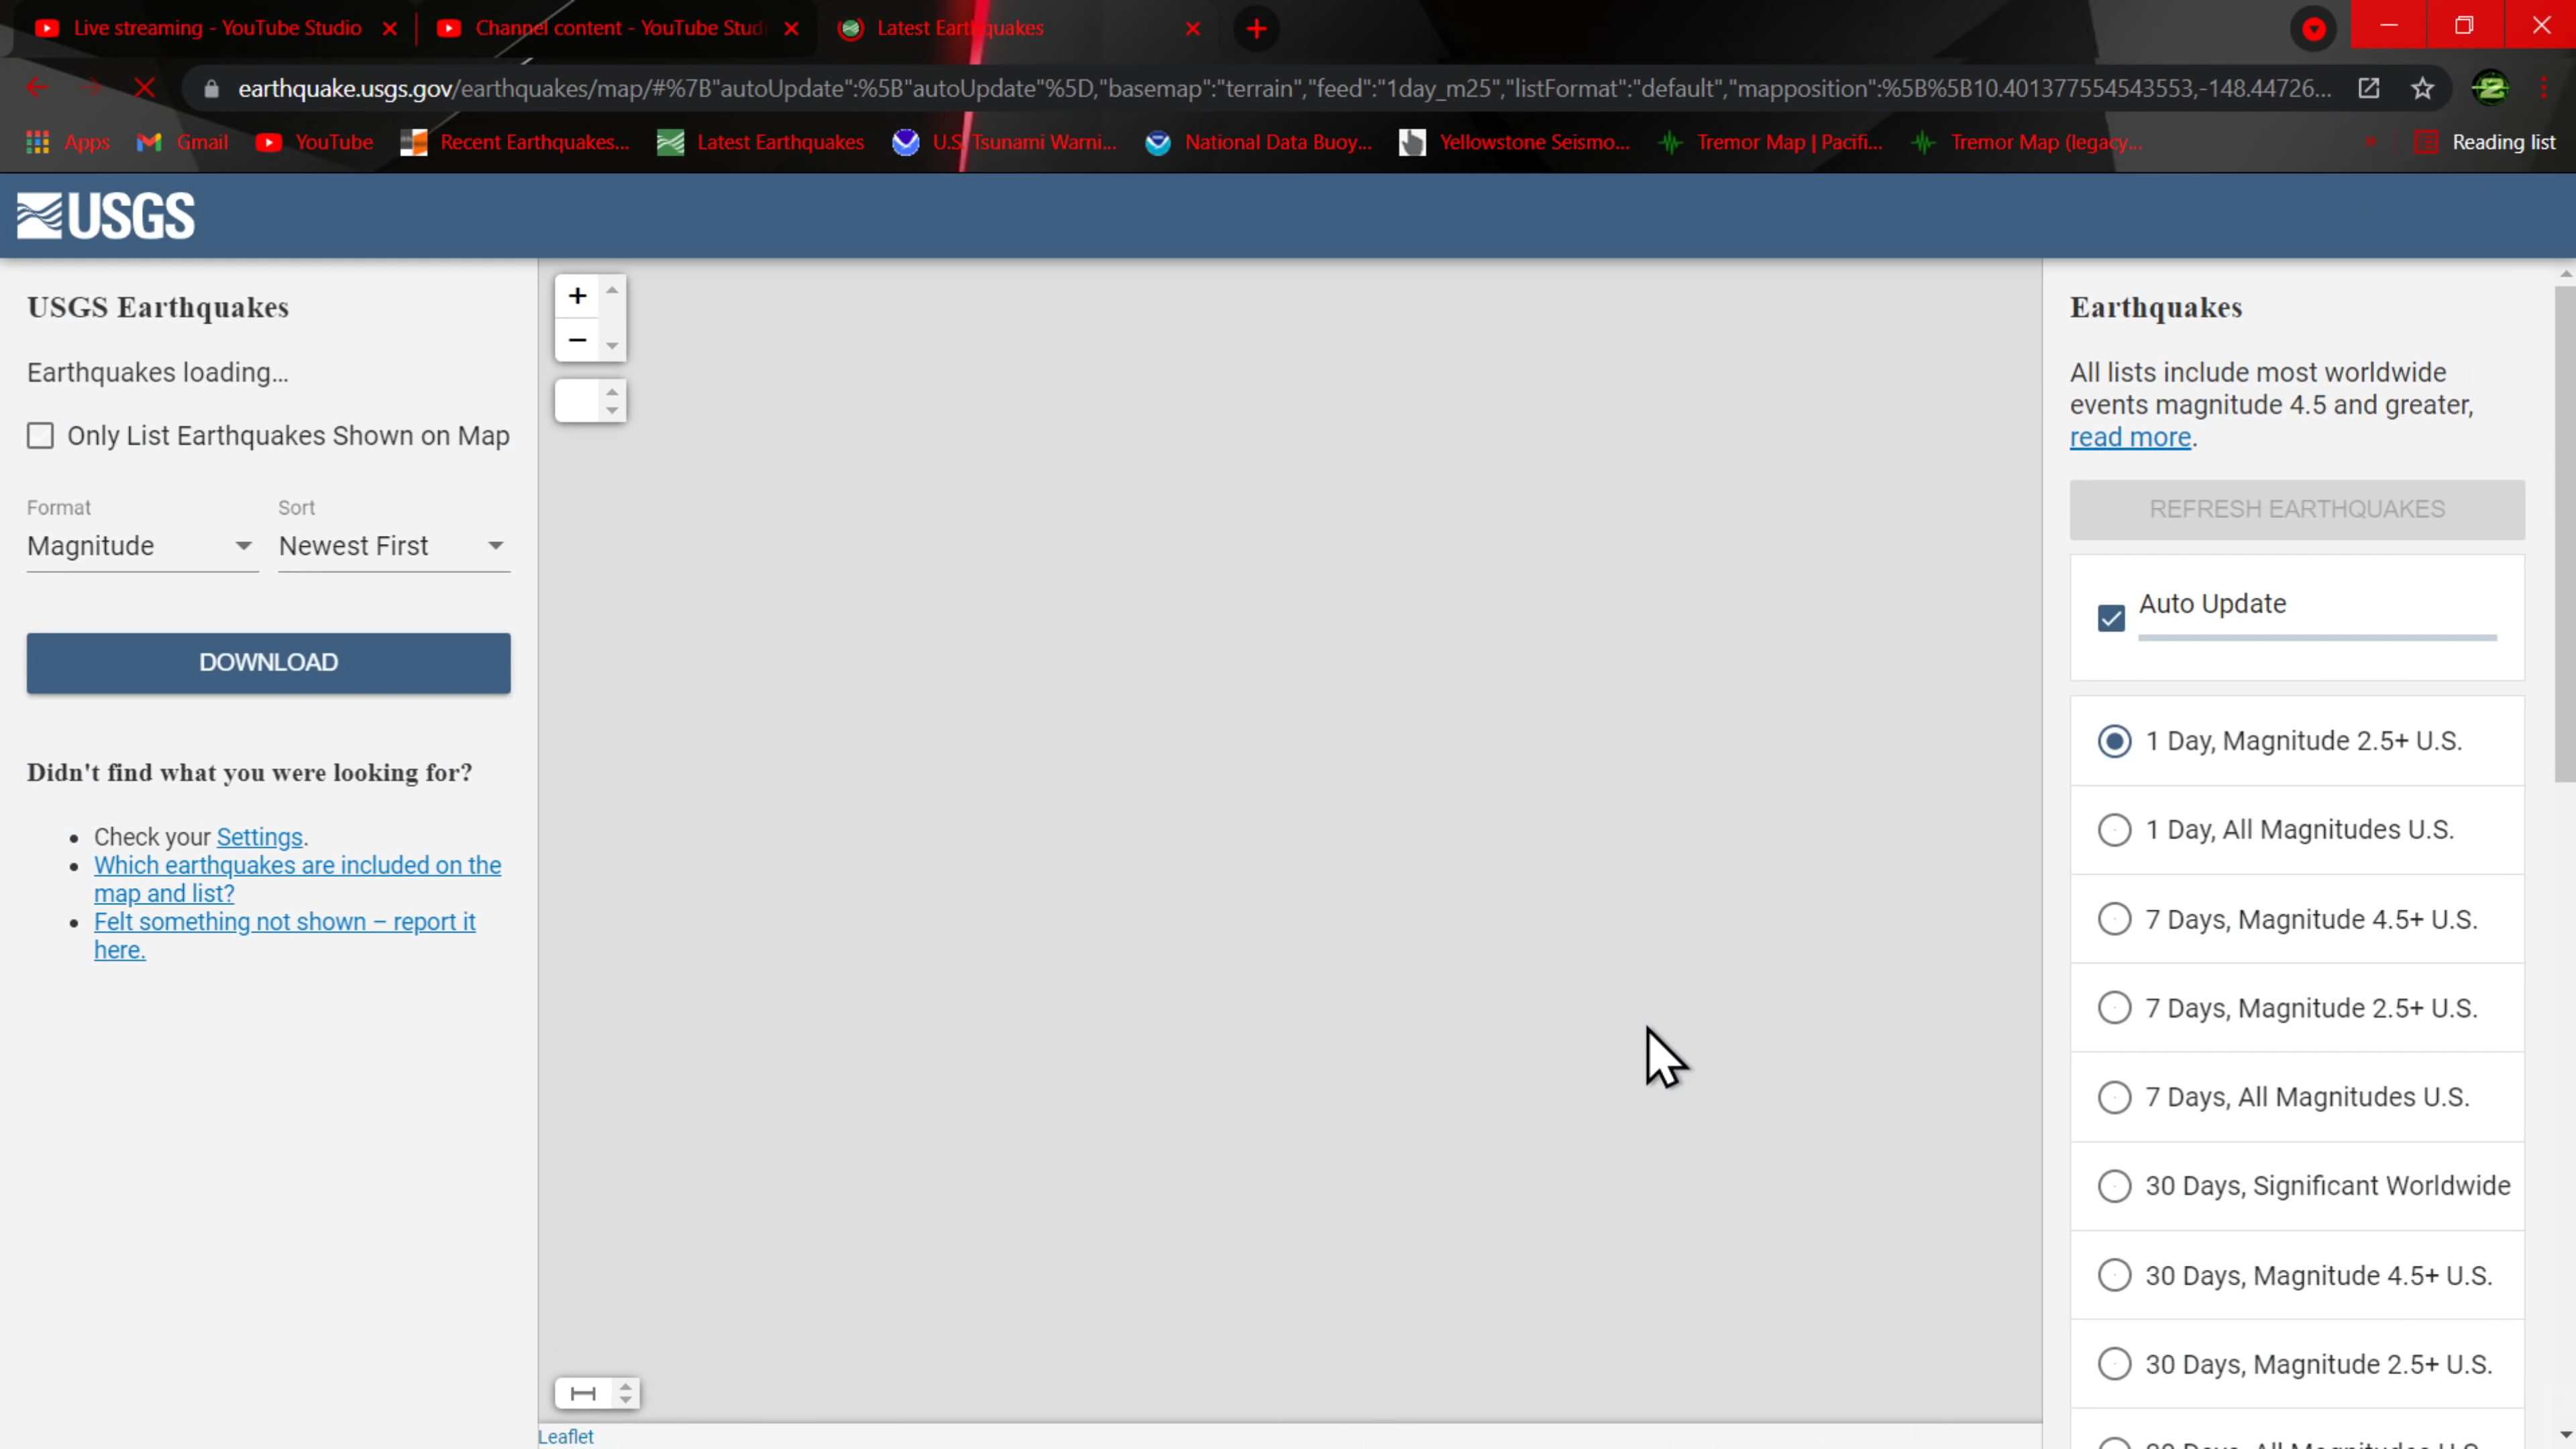 Live streaming - YouTube Studio
Channel content - YouTube Studi
Latest Earthquakes
earthquake.usgs.gov/earthquakes/map/#%7B"autoUpdate":%5B"autoUpdate"%5D,"basemap":"terrain","feed":"1day_m25","listFormat":"default","mapposition":%5B%5B10.401377554543553,-148.44726...
Apps
Gmail
YouTube
Recent Earthquakes...
Latest Earthquakes
U.S. Tsunami Warni...
National Data Buoy...
Yellowstone Seismo...
Tremor Map | Pacifi...
Tremor Map (legacy...
Reading list
USGS
USGS Earthquakes
Earthquakes loading...
Only List Earthquakes Shown on Map
Format
Magnitude
Sort
Newest First
DOWNLOAD
Didn't find what you were looking for?
Check your Settings.
Which earthquakes are included on the
map and list?
Felt something not shown – report it
here.
+
−
Leaflet
Earthquakes
All lists include most worldwide
events magnitude 4.5 and greater,
read more.
REFRESH EARTHQUAKES
Auto Update
1 Day, Magnitude 2.5+ U.S.
1 Day, All Magnitudes U.S.
7 Days, Magnitude 4.5+ U.S.
7 Days, Magnitude 2.5+ U.S.
7 Days, All Magnitudes U.S.
30 Days, Significant Worldwide
30 Days, Magnitude 4.5+ U.S.
30 Days, Magnitude 2.5+ U.S.